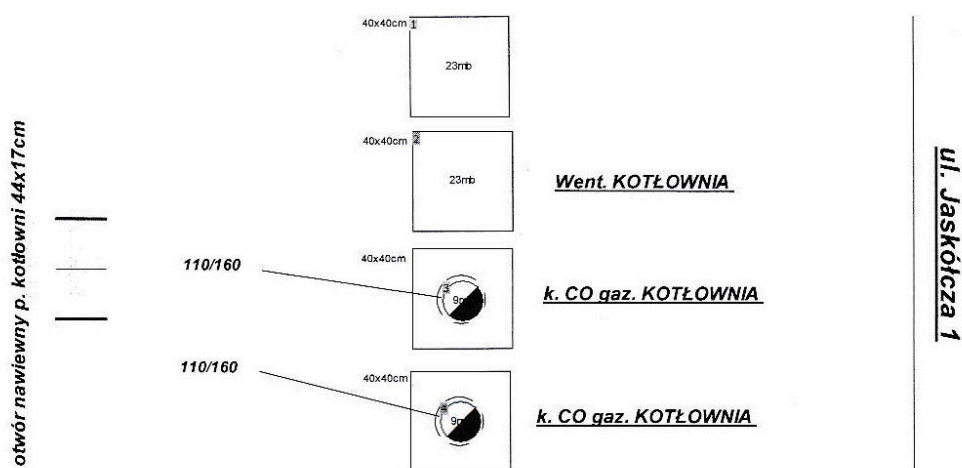 40x40cm 1
23mb
40x40cm 2
23mb
Went. KOTŁOWNIA
40x40cm
110/160
3
k. CO gaz. KOTŁOWNIA
110/160
40x40cm
4
k. CO gaz. KOTŁOWNIA
otwór nawiewny p. kotłowni 44x17cm
ul. Jaskółcza 1